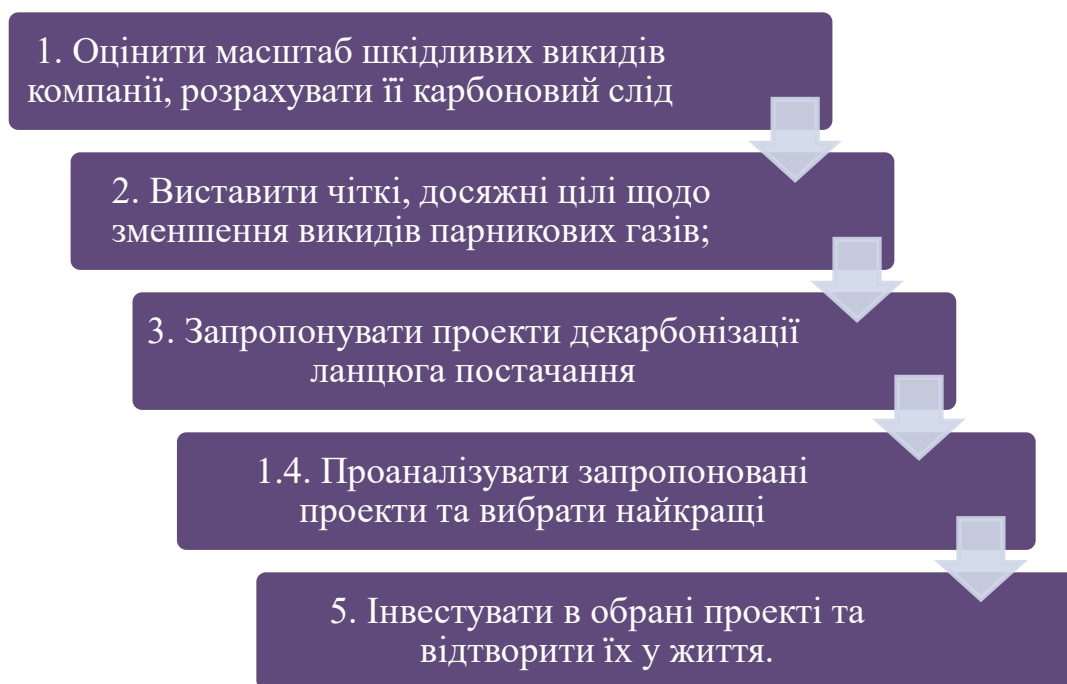 1. Оцінити масштаб шкідливих викидів
компанії, розрахувати її карбоновий слід
2. Виставити чіткі, досяжні цілі щодо
зменшення викидів парникових газів;
3. Запропонувати проекти декарбонізації
ланцюга постачання
1.4. Проаналізувати запропоновані
проекти та вибрати найкращі
5. Інвестувати в обрані проекті та
відтворити їх у життя.